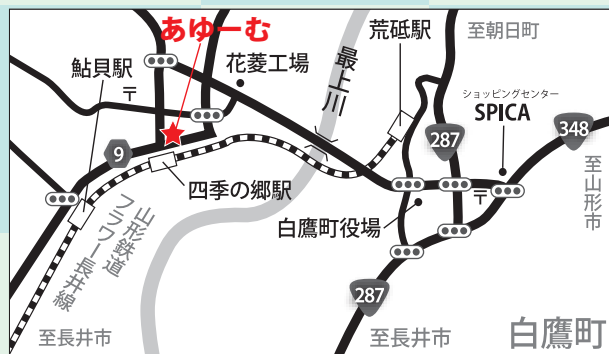 あゆーむ
荒砥駅
至朝日町
鮎貝駅
〒
花菱工場
最上川
ショッピングセンター
SPICA
287
348
9
四季の郷駅
〒
至山形市
白鷹町役場
山形鉄道
フラワー長井線
287
至長井市
至長井市
白鷹町